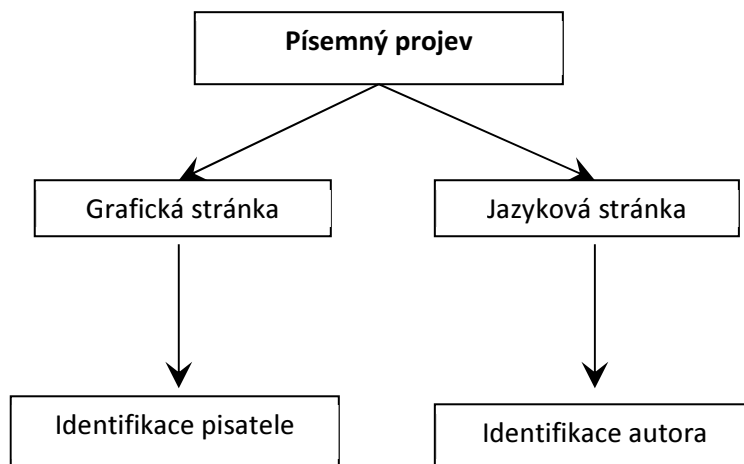 Písemný projev
Grafická stránka
Jazyková stránka
Identifikace pisatele
Identifikace autora